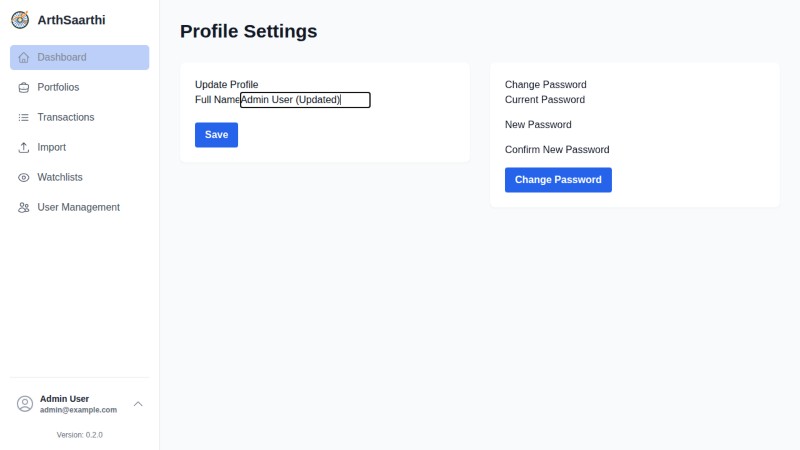 ArthSaarthi
Dashboard
Portfolios
Transactions
Import
Watchlists
User Management
Admin User
admin@example.com
Version: 0.2.0
Profile Settings
Update Profile
Full Name Admin User (Updated)
Save
Change Password
Current Password
New Password
Confirm New Password
Change Password